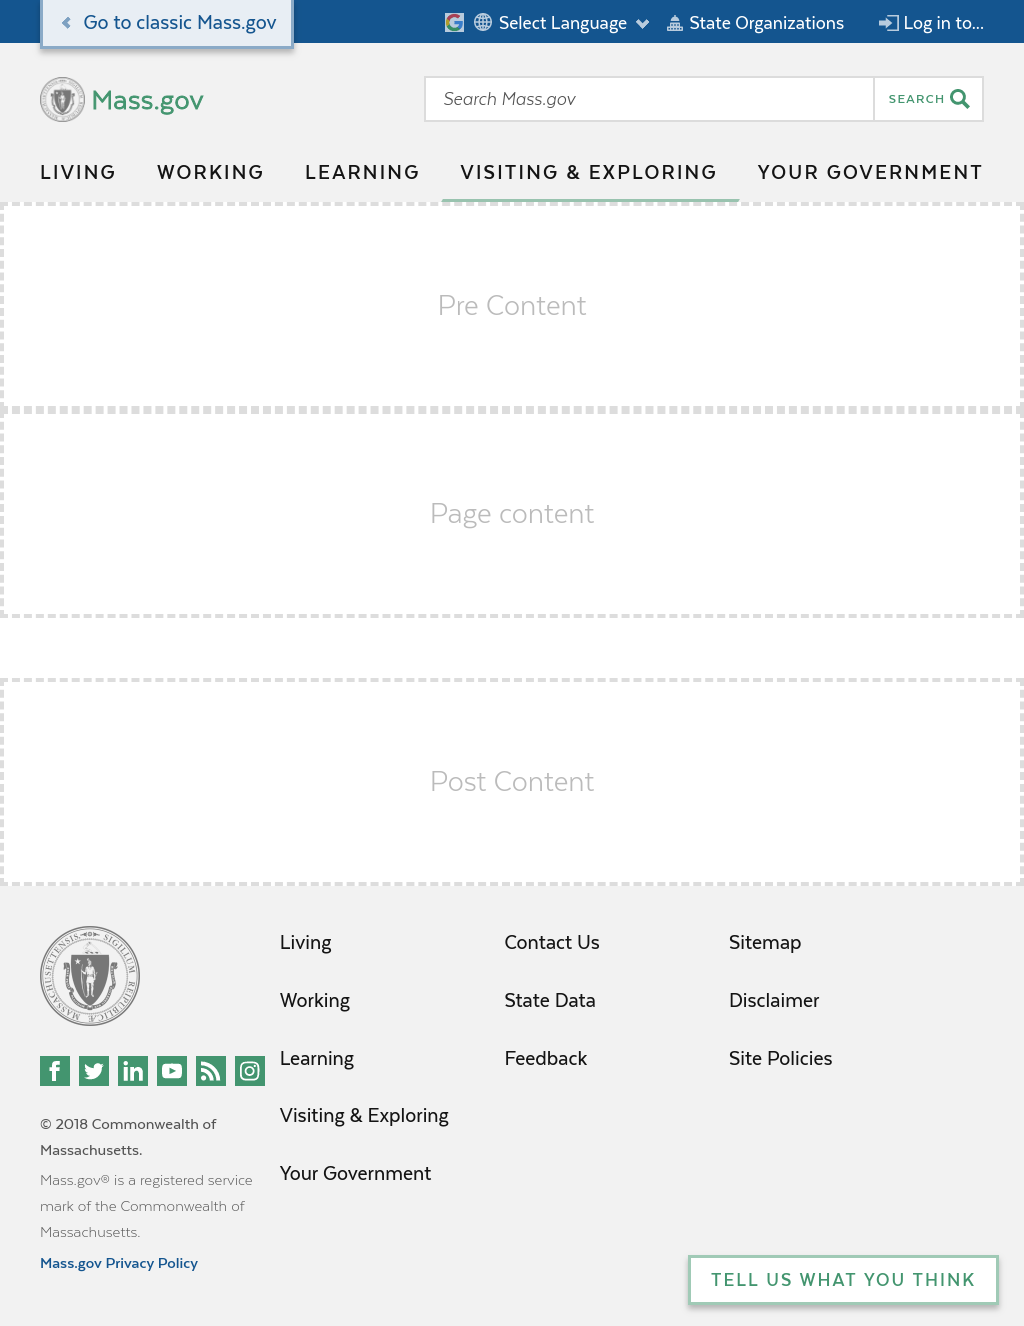 Go to classic Mass.gov
Select Language
State Organizations
Log in to...
Mass.gov
Search Mass.gov
SEARCH
LIVING
WORKING
LEARNING
VISITING & EXPLORING
YOUR GOVERNMENT
Pre Content
Page content
Post Content
SIGILLUM REIPUBLICÆ MASSACHUSETTENSIS
Living
Working
Learning
Visiting & Exploring
Your Government
Contact Us
State Data
Feedback
Sitemap
Disclaimer
Site Policies
© 2018 Commonwealth of
Massachusetts.
Mass.gov® is a registered service
mark of the Commonwealth of
Massachusetts.
Mass.gov Privacy Policy
TELL US WHAT YOU THINK